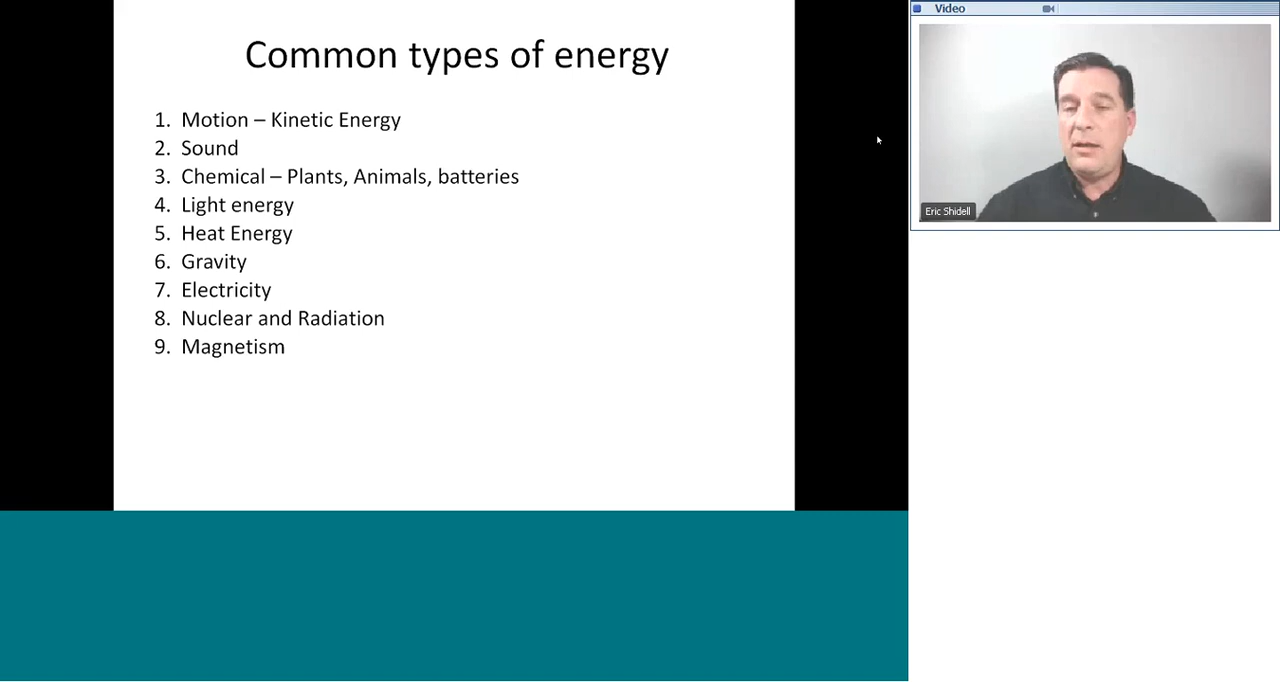 Common types of energy
1. Motion – Kinetic Energy
2. Sound
3. Chemical – Plants, Animals, batteries
4. Light energy
5. Heat Energy
6. Gravity
7. Electricity
8. Nuclear and Radiation
9. Magnetism
Video
Eric Shidell